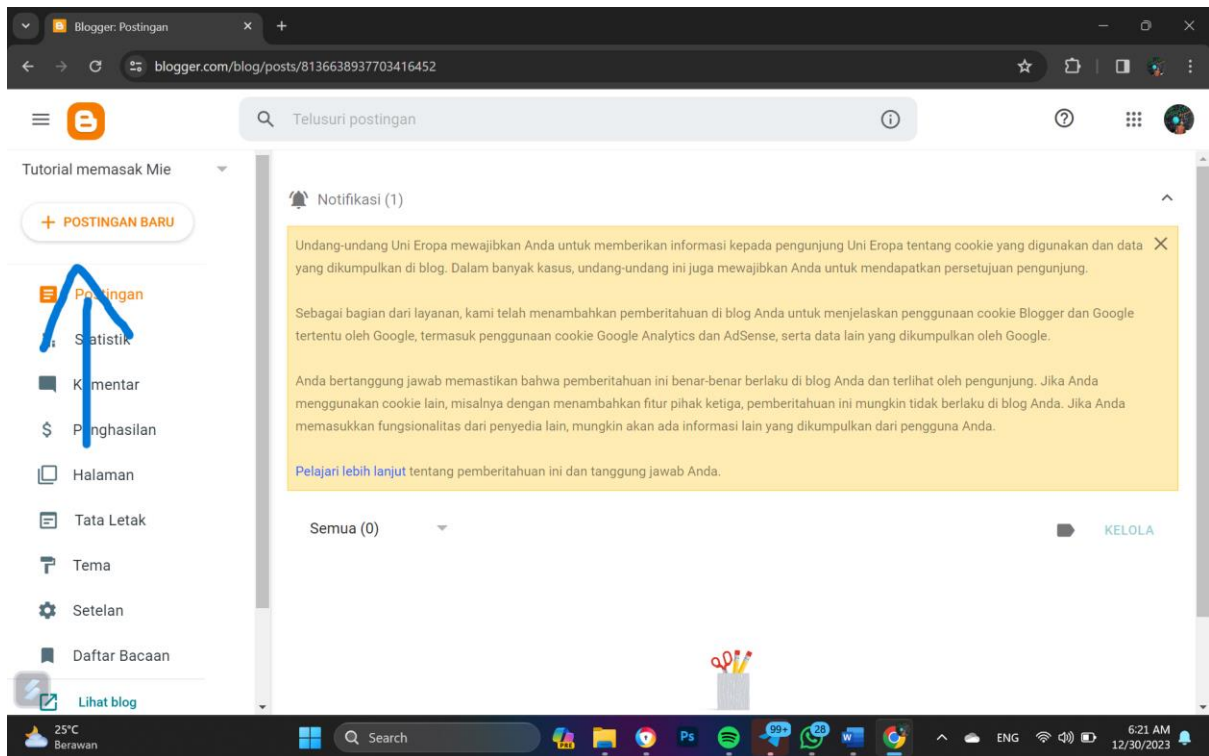 Blogger: Postingan
blogger.com/blog/posts/8136638937703416452
Telusuri postingan
Tutorial memasak Mie
+ POSTINGAN BARU
Postingan
Statistik
Komentar
Penghasilan
Halaman
Tata Letak
Tema
Setelan
Daftar Bacaan
Lihat blog
Notifikasi (1)
Undang-undang Uni Eropa mewajibkan Anda untuk memberikan informasi kepada pengunjung Uni Eropa tentang cookie yang digunakan dan data
yang dikumpulkan di blog. Dalam banyak kasus, undang-undang ini juga mewajibkan Anda untuk mendapatkan persetujuan pengunjung.
Sebagai bagian dari layanan, kami telah menambahkan pemberitahuan di blog Anda untuk menjelaskan penggunaan cookie Blogger dan Google
tertentu oleh Google, termasuk penggunaan cookie Google Analytics dan AdSense, serta data lain yang dikumpulkan oleh Google.
Anda bertanggung jawab memastikan bahwa pemberitahuan ini benar-benar berlaku di blog Anda dan terlihat oleh pengunjung. Jika Anda
menggunakan cookie lain, misalnya dengan menambahkan fitur pihak ketiga, pemberitahuan ini mungkin tidak berlaku di blog Anda. Jika Anda
memasukkan fungsionalitas dari penyedia lain, mungkin akan ada informasi lain yang dikumpulkan dari pengguna Anda.
Pelajari lebih lanjut tentang pemberitahuan ini dan tanggung jawab Anda.
Semua (0)
KELOLA
25°C
Berawan
Search
PRE
Ps
99+
28
W
ENG
6:21 AM
12/30/2023